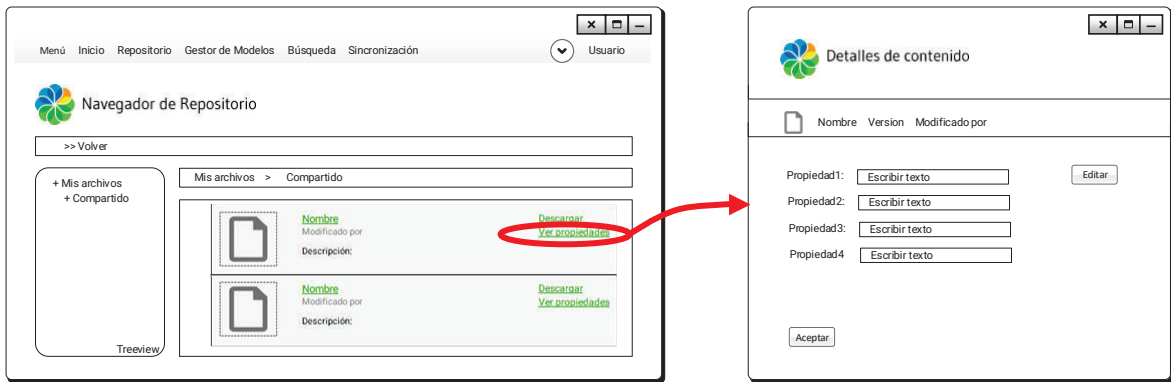 Menú Inicio Repositorio Gestor de Modelos Búsqueda Sincronización Usuario
Navegador de Repositorio
>> Volver
+ Mis archivos
+ Compartido
Treeview
Mis archivos > Compartido
Nombre
Modificado por
Descripción:
Descargar
Ver propiedades
Nombre
Modificado por
Descripción:
Descargar
Ver propiedades
Detalles de contenido
Nombre Version Modificado por
Propiedad1: Escribir texto
Editar
Propiedad2: Escribir texto
Propiedad3: Escribir texto
Propiedad4 Escribir texto
Aceptar